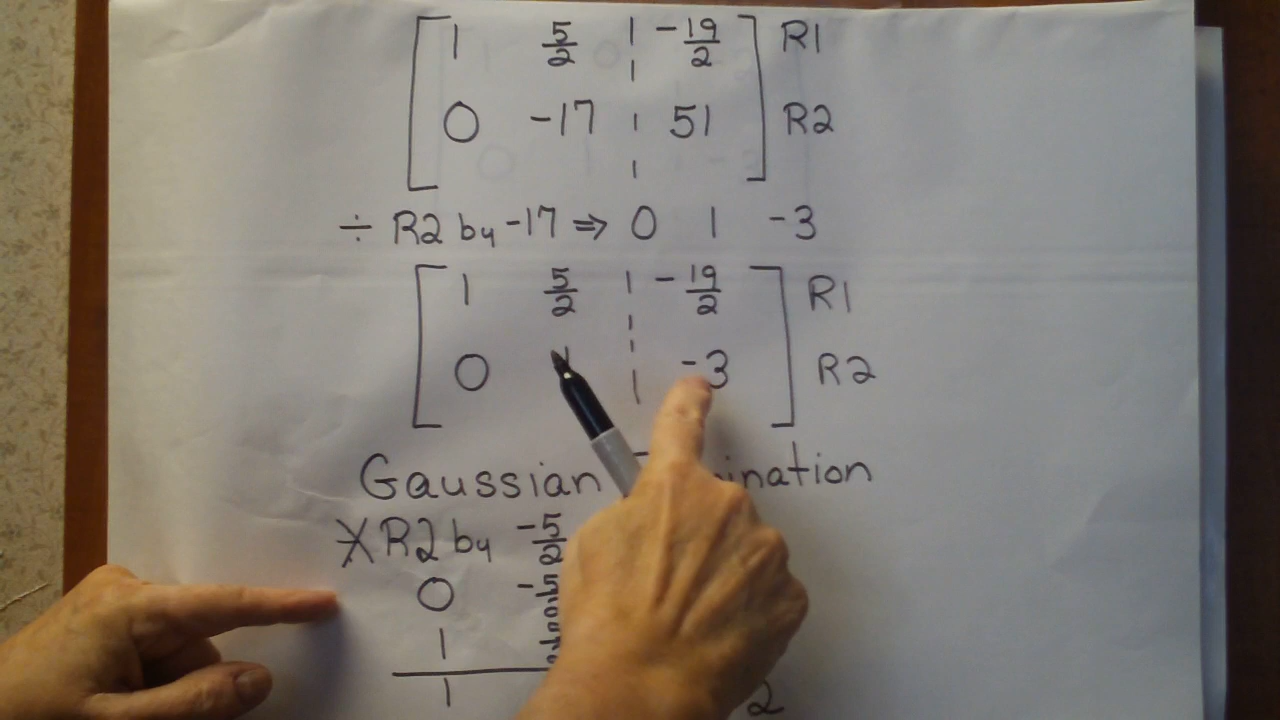 1 5/2 | -19/2 R1
0 -17 | 51 R2
÷ R2 by -17 ⇒ 0 1 -3
1 5/2 | -19/2 R1
0 | -3 R2
Gaussian
* R2 by -5/2
0 -5
1
1 2